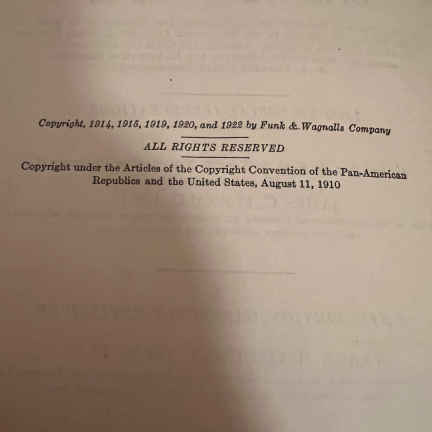 Copyright, 1914, 1915, 1919, 1920, and 1922 by Funk & Wagnalls Company
ALL RIGHTS RESERVED
Copyright under the Articles of the Copyright Convention of the Pan-American
Republics and the United States, August 11, 1910